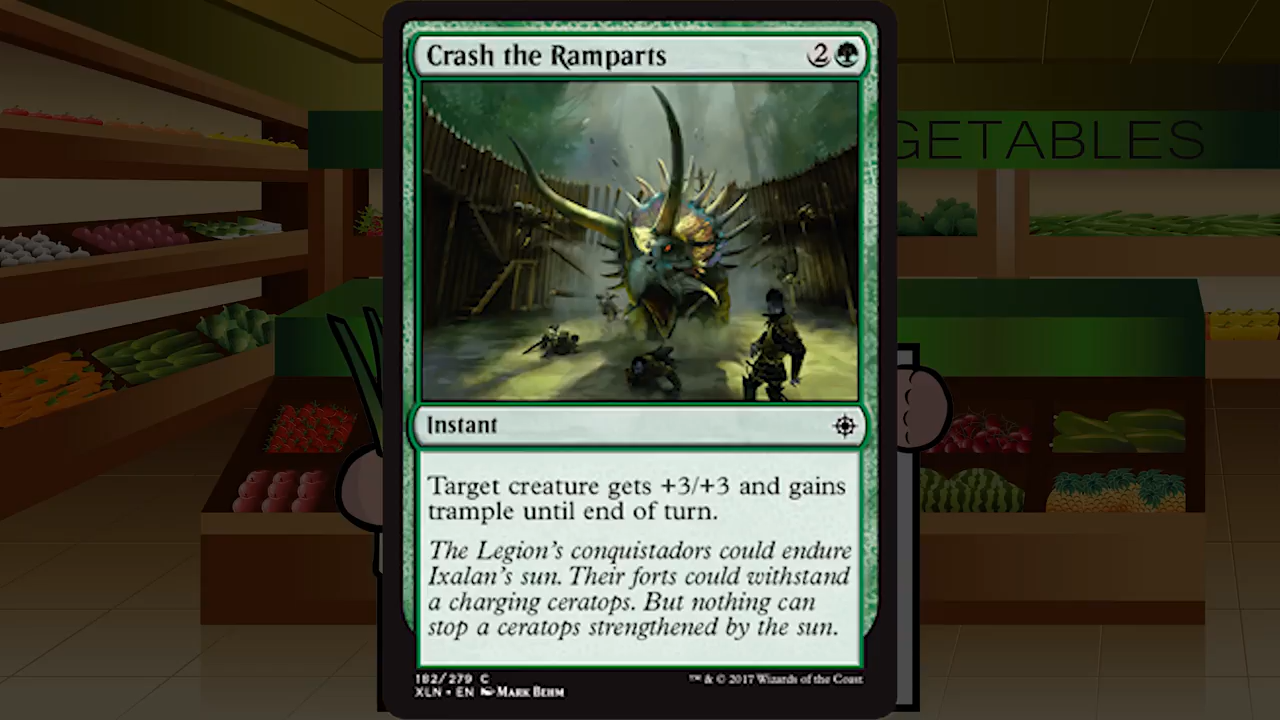 Crash the Ramparts 2
GETABLES
Instant
Target creature gets +3/+3 and gains
trample until end of turn.
The Legion's conquistadors could endure
Ixalan's sun. Their forts could withstand
a charging ceratops. But nothing can
stop a ceratops strengthened by the sun.
182/279 C
XLN • EN MARK BEHM
™ & © 2017 Wizards of the Coast